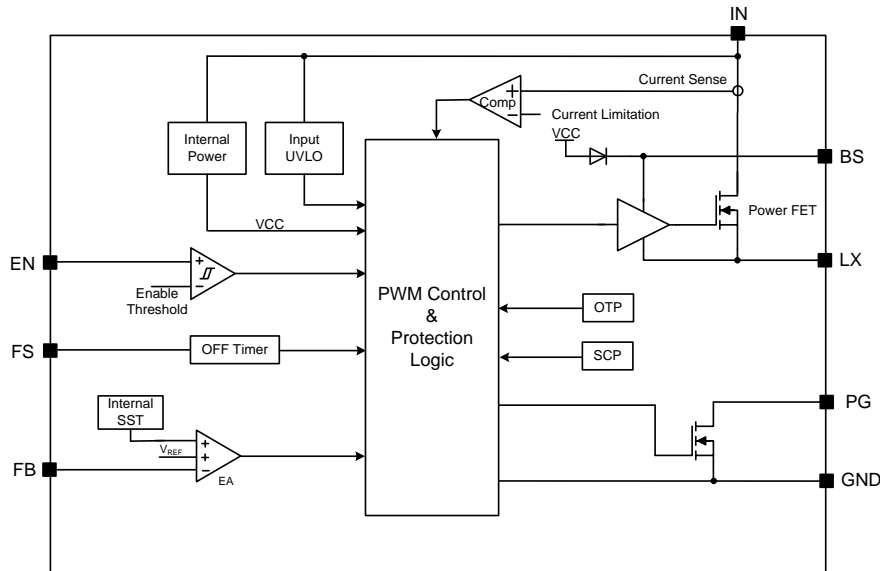 IN
Current Sense
Comp
Current Limitation
Internal
Power
Input
UVLO
VCC
BS
Power FET
VCC
EN
Enable
Threshold
LX
PWM Control
&
Protection
Logic
OTP
FS
OFF Timer
SCP
Internal
SST
PG
VREF
FB
EA
GND
+
−
+
−
+
+
−